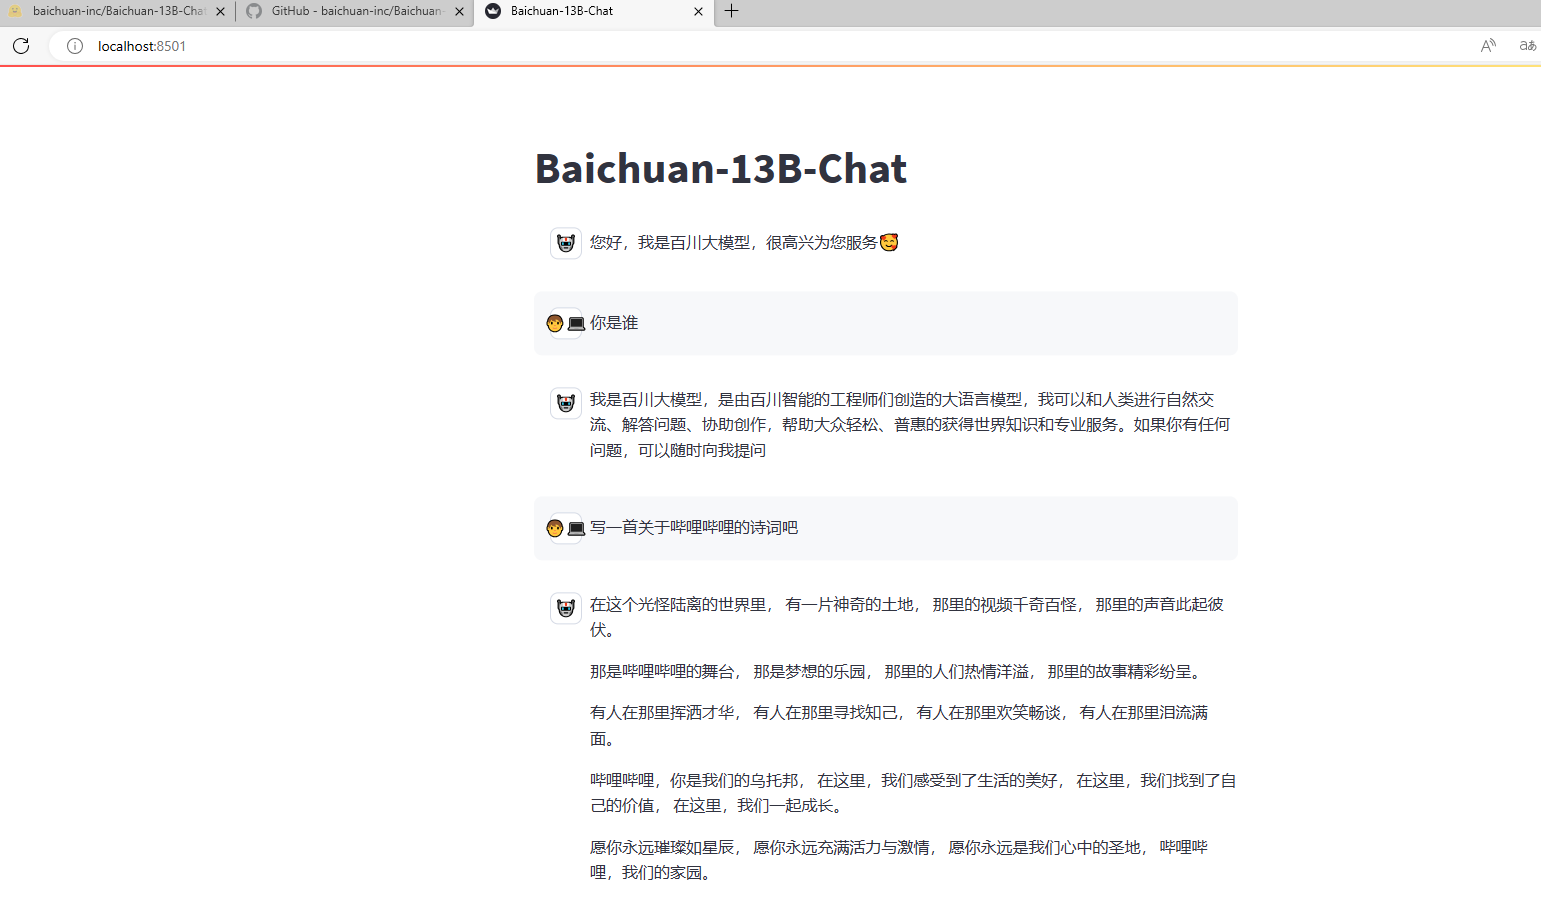 baichuan-inc/Baichuan-13B-Chat
GitHub - baichuan-inc/Baichuan-
Baichuan-13B-Chat
localhost:8501
Baichuan-13B-Chat
您好，我是百川大模型，很高兴为您服务🥰
你是谁
我是百川大模型，是由百川智能的工程师们创造的大语言模型，我可以和人类进行自然交
流、解答问题、协助创作，帮助大众轻松、普惠的获得世界知识和专业服务。如果你有任何
问题，可以随时向我提问
写一首关于哔哩哔哩的诗词吧
在这个光怪陆离的世界里， 有一片神奇的土地， 那里的视频千奇百怪， 那里的声音此起彼
伏。
那是哔哩哔哩的舞台， 那是梦想的乐园， 那里的人们热情洋溢， 那里的故事精彩纷呈。
有人在那里挥洒才华， 有人在那里寻找知己， 有人在那里欢笑畅谈， 有人在那里泪流满
面。
哔哩哔哩，你是我们的乌托邦， 在这里，我们感受到了生活的美好， 在这里，我们找到了自
己的价值， 在这里，我们一起成长。
愿你永远璀璨如星辰， 愿你永远充满活力与激情， 愿你永远是我们心中的圣地， 哔哩哔
哩，我们的家园。